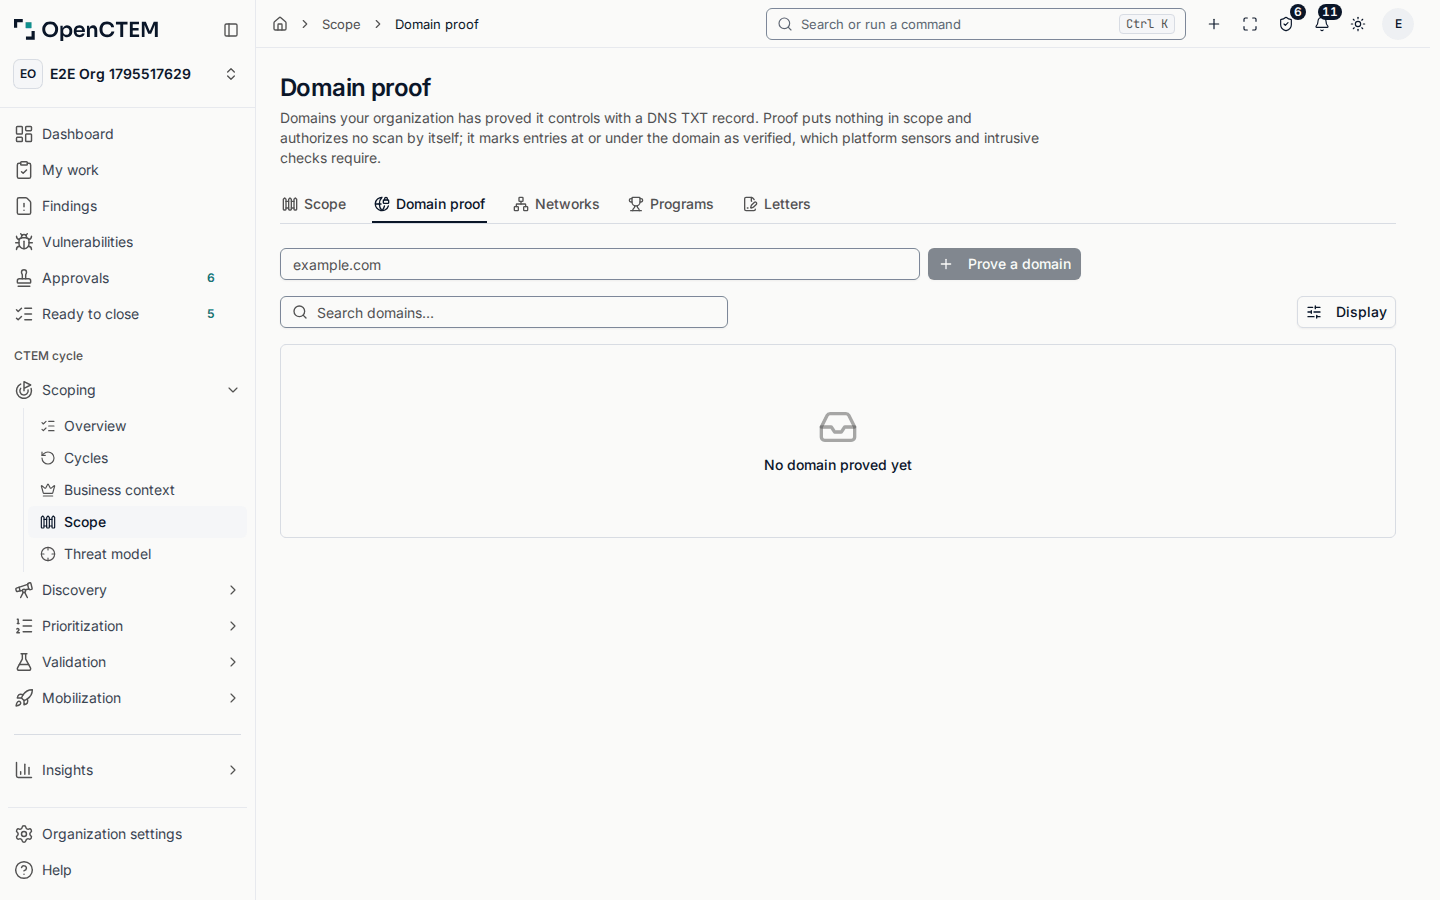 OpenCTEM
EO
E2E Org 1795517629
Dashboard
My work
Findings
Vulnerabilities
Approvals 6
Ready to close 5
CTEM cycle
Scoping
Overview
Cycles
Business context
Scope
Threat model
Discovery
Prioritization
Validation
Mobilization
Insights
Organization settings
Help
Scope
Domain proof
Search or run a command
Ctrl K
6
11
E
Domain proof
Domains your organization has proved it controls with a DNS TXT record. Proof puts nothing in scope and
authorizes no scan by itself; it marks entries at or under the domain as verified, which platform sensors and intrusive
checks require.
Scope
Domain proof
Networks
Programs
Letters
example.com
Prove a domain
Search domains...
Display
No domain proved yet